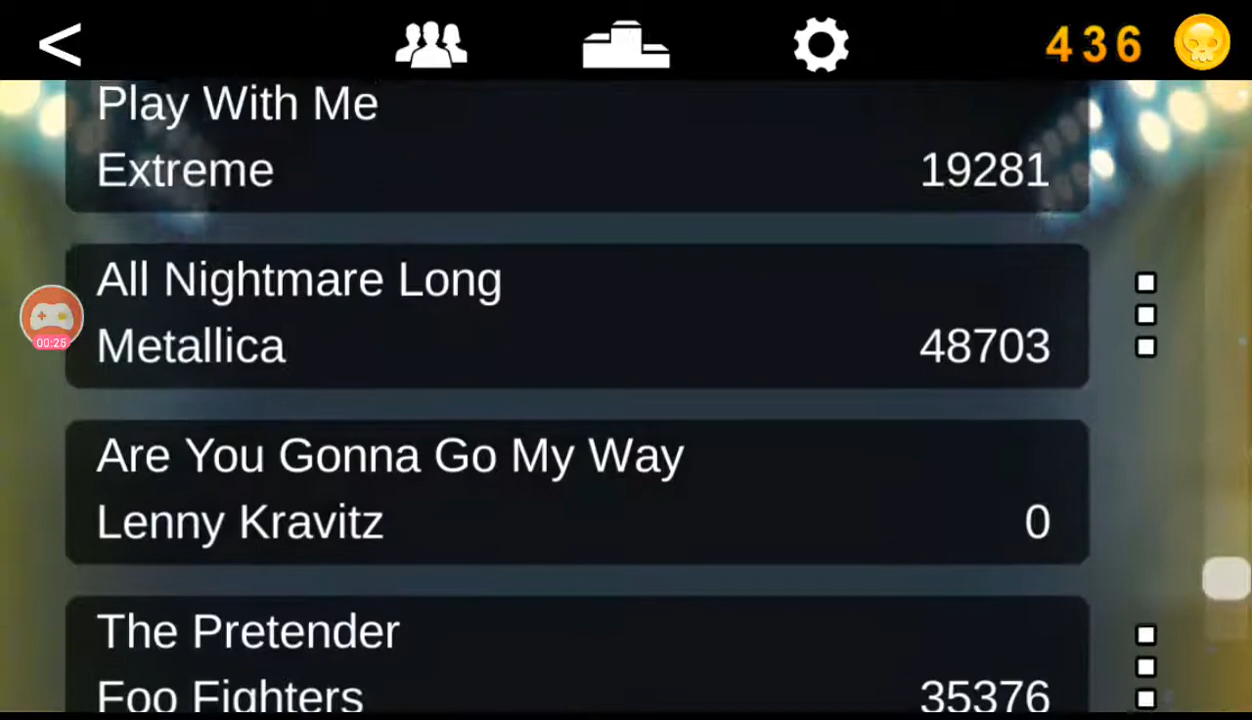 <
436
Play With Me
Extreme
19281
All Nightmare Long
Metallica
48703
00:25
Are You Gonna Go My Way
Lenny Kravitz
0
The Pretender
Foo Fighters
35376